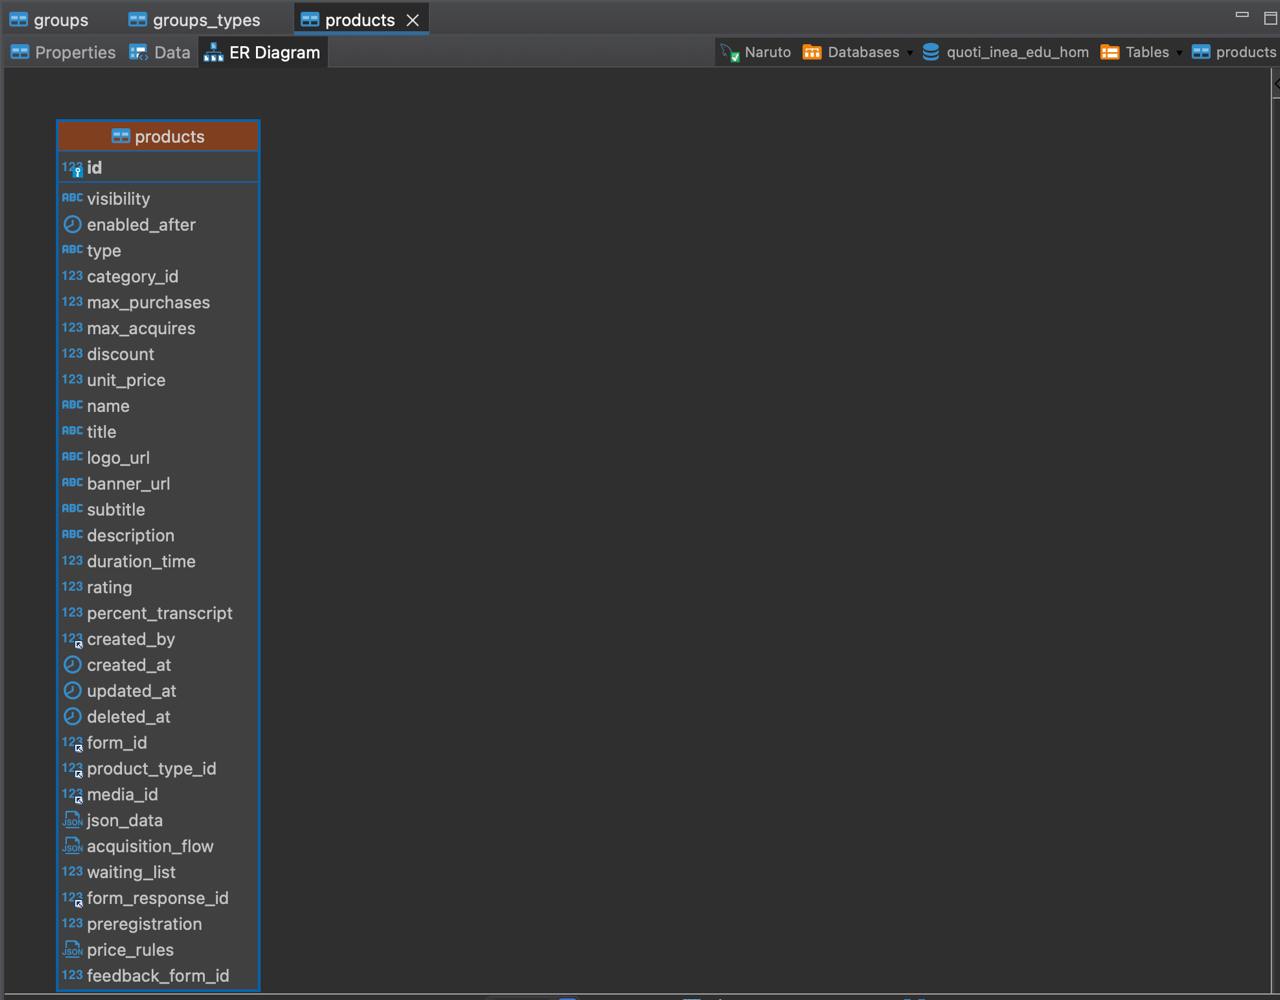 groups groups_types products
Properties Data ER Diagram Naruto Databases quoti_inea_edu_hom Tables products
products
123 id
ABC visibility
enabled_after
ABC type
123 category_id
123 max_purchases
123 max_acquires
123 discount
123 unit_price
ABC name
ABC title
ABC logo_url
ABC banner_url
ABC subtitle
ABC description
123 duration_time
123 rating
123 percent_transcript
123 created_by
created_at
updated_at
deleted_at
123 form_id
123 product_type_id
123 media_id
JSON json_data
JSON acquisition_flow
123 waiting_list
123 form_response_id
123 preregistration
JSON price_rules
123 feedback_form_id